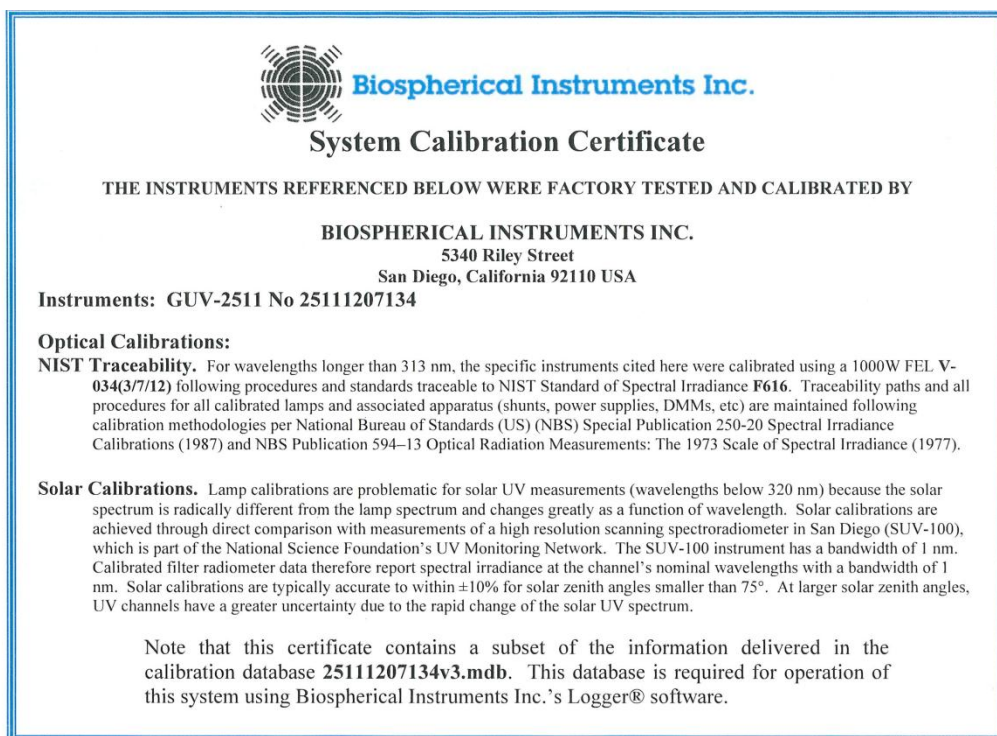 Biospherical Instruments Inc.
System Calibration Certificate
THE INSTRUMENTS REFERENCED BELOW WERE FACTORY TESTED AND CALIBRATED BY
BIOSPHERICAL INSTRUMENTS INC.
5340 Riley Street
San Diego, California 92110 USA
Instruments: GUV-2511 No 25111207134
Optical Calibrations:
NIST Traceability. For wavelengths longer than 313 nm, the specific instruments cited here were calibrated using a 1000W FEL V-
034(3/7/12) following procedures and standards traceable to NIST Standard of Spectral Irradiance F616. Traceability paths and all
procedures for all calibrated lamps and associated apparatus (shunts, power supplies, DMMs, etc) are maintained following
calibration methodologies per National Bureau of Standards (US) (NBS) Special Publication 250-20 Spectral Irradiance
Calibrations (1987) and NBS Publication 594–13 Optical Radiation Measurements: The 1973 Scale of Spectral Irradiance (1977).
Solar Calibrations. Lamp calibrations are problematic for solar UV measurements (wavelengths below 320 nm) because the solar
spectrum is radically different from the lamp spectrum and changes greatly as a function of wavelength. Solar calibrations are
achieved through direct comparison with measurements of a high resolution scanning spectroradiometer in San Diego (SUV-100),
which is part of the National Science Foundation's UV Monitoring Network. The SUV-100 instrument has a bandwidth of 1 nm.
Calibrated filter radiometer data therefore report spectral irradiance at the channel's nominal wavelengths with a bandwidth of 1
nm. Solar calibrations are typically accurate to within ±10% for solar zenith angles smaller than 75°. At larger solar zenith angles,
UV channels have a greater uncertainty due to the rapid change of the solar UV spectrum.
Note that this certificate contains a subset of the information delivered in the
calibration database 25111207134v3.mdb. This database is required for operation of
this system using Biospherical Instruments Inc.'s Logger® software.